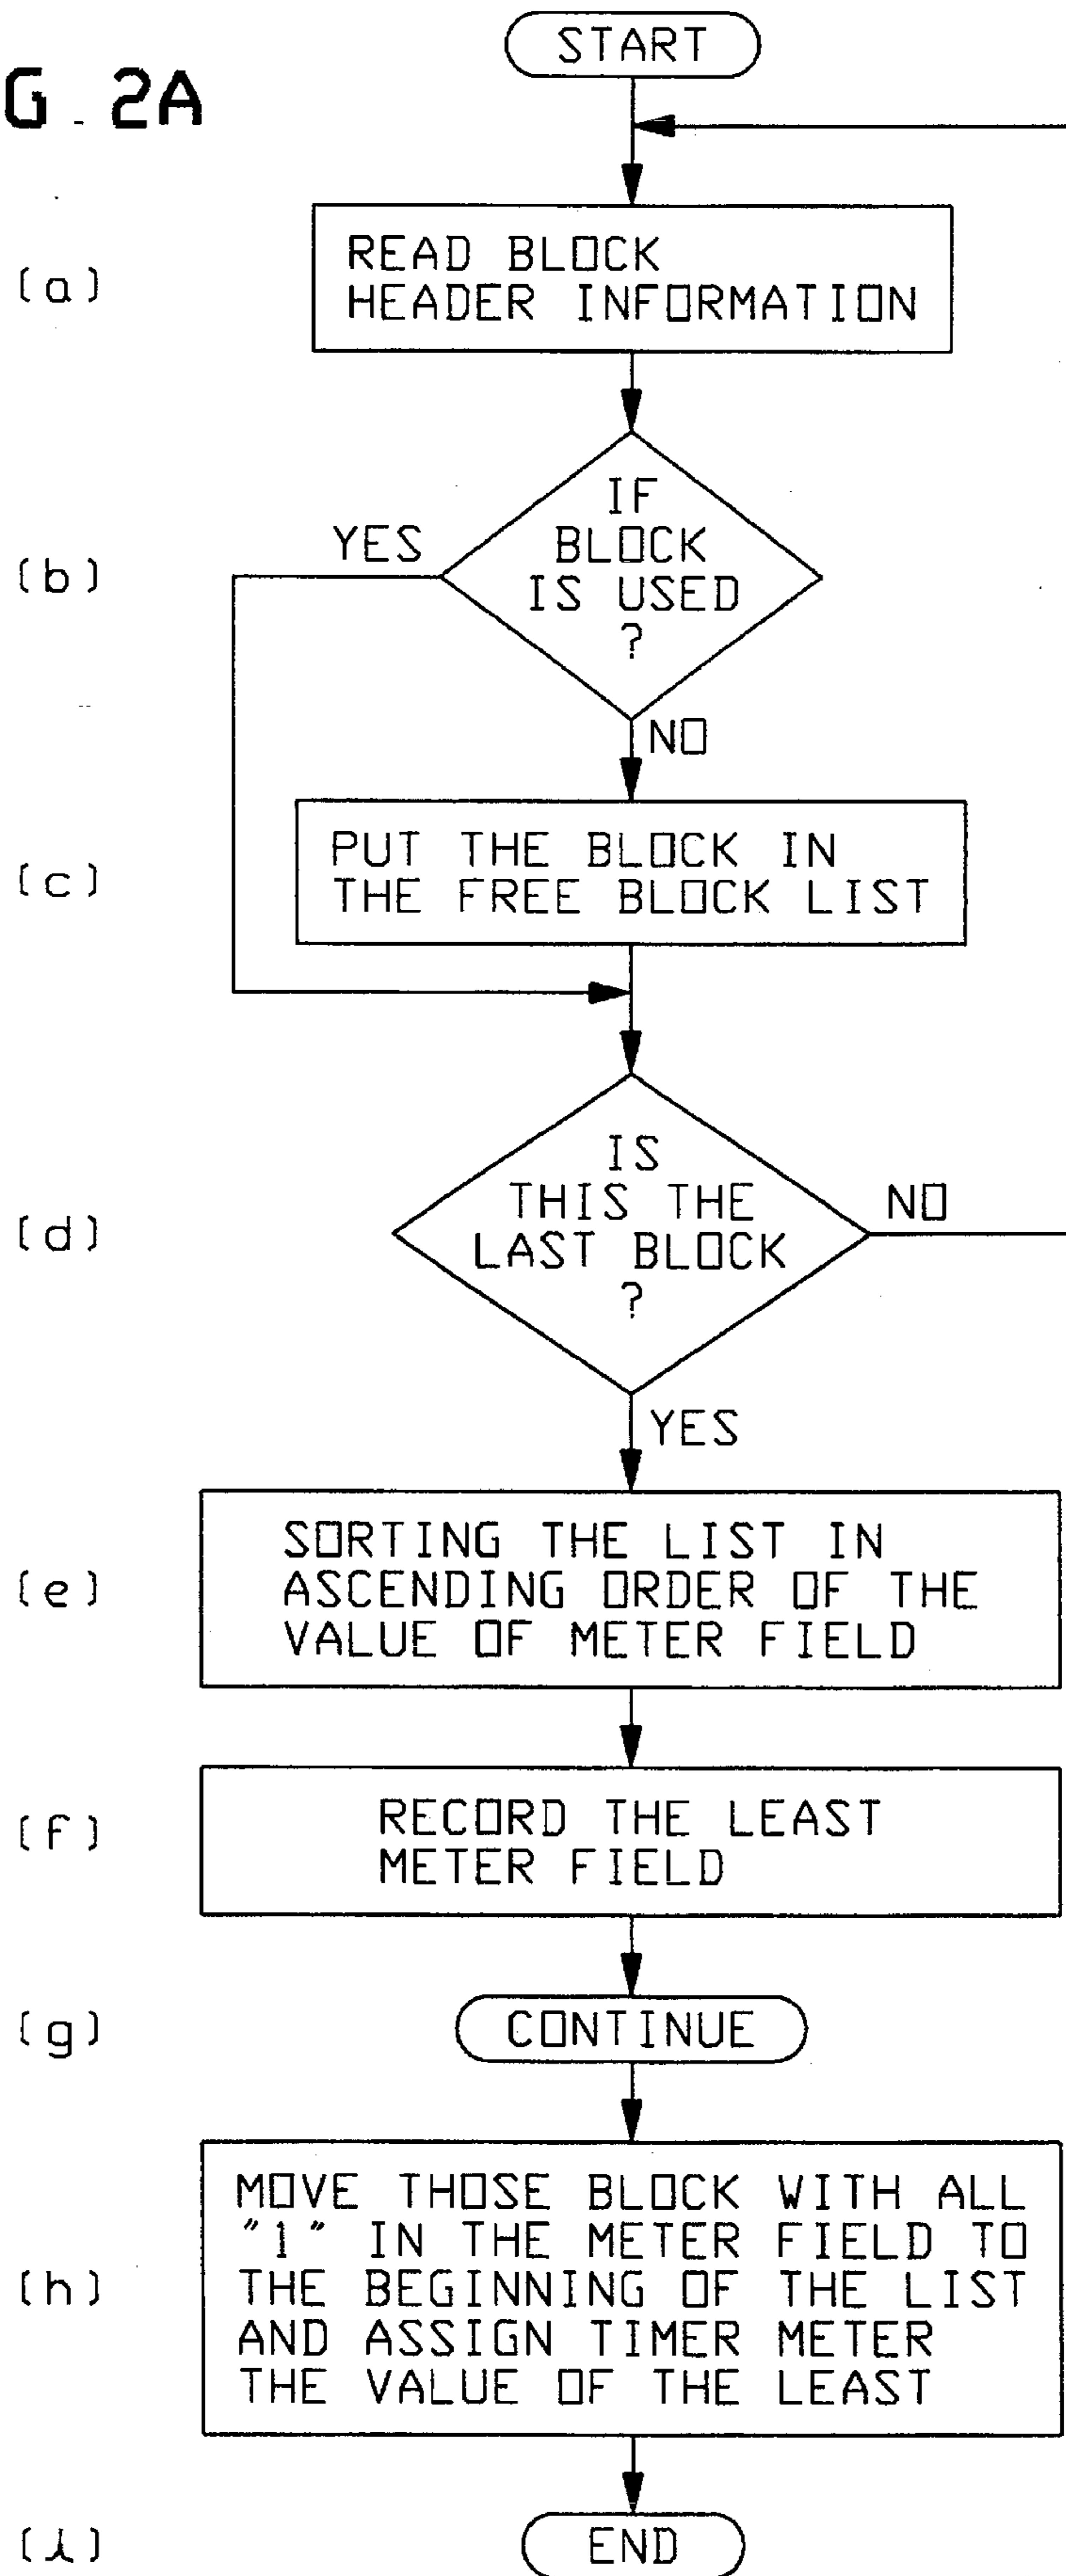 G. 2A
START
(a)
READ BLOCK
HEADER INFORMATION
(b)
YES
IF
BLOCK
IS USED
?
NO
(c)
PUT THE BLOCK IN
THE FREE BLOCK LIST
(d)
IS
THIS THE
LAST BLOCK
?
NO
YES
(e)
SORTING THE LIST IN
ASCENDING ORDER OF THE
VALUE OF METER FIELD
(f)
RECORD THE LEAST
METER FIELD
(g)
CONTINUE
(h)
MOVE THOSE BLOCK WITH ALL
"1" IN THE METER FIELD TO
THE BEGINNING OF THE LIST
AND ASSIGN TIMER METER
THE VALUE OF THE LEAST
(i)
END